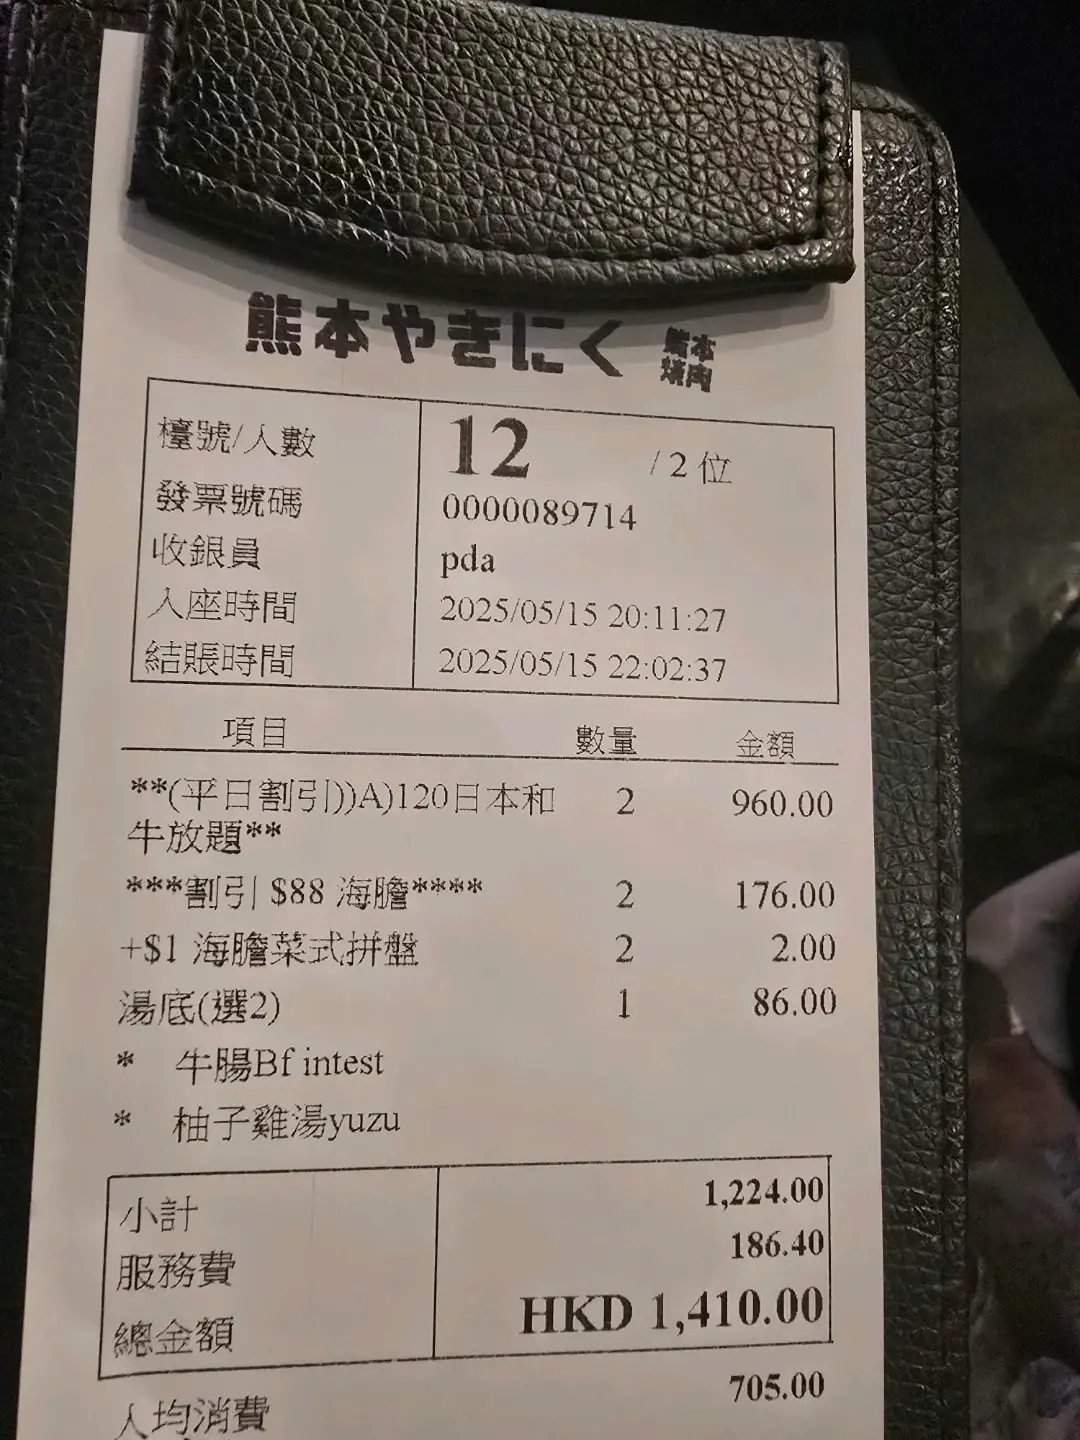 熊本やきにく 熊本焼肉
檯號/人數 12 /2 位
發票號碼 0000089714
收銀員 pda
入座時間 2025/05/15 20:11:27
結賬時間 2025/05/15 22:02:37
項目 數量 金額
**(平日割引))A)120日本和 2 960.00
牛放題**
***割引 $88 海膽**** 2 176.00
+$1 海膽菜式拼盤 2 2.00
湯底(選2) 1 86.00
* 牛腸Bf intest
* 柚子雞湯yuzu
小計 1,224.00
服務費 186.40
總金額 HKD 1,410.00
人均消費 705.00